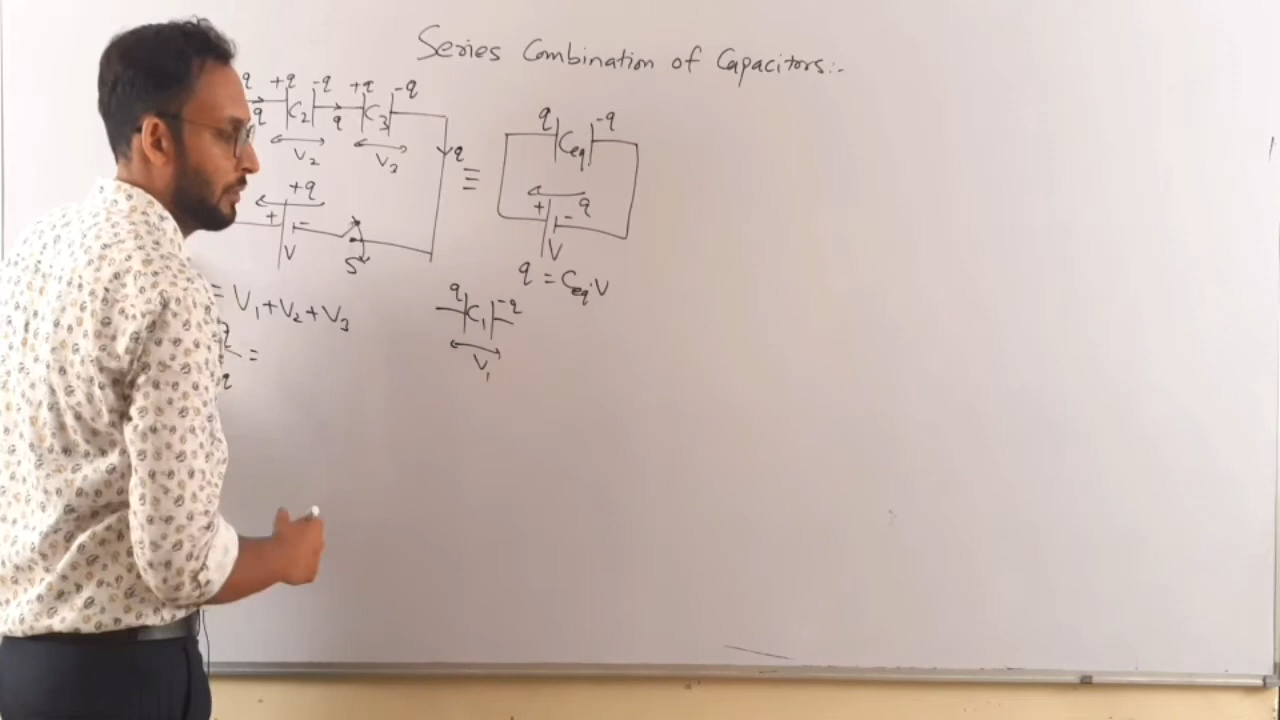 Series Combination of Capacitors:-
q +q -q +q -q
q C2 q C3
V2 V3 q
+q
+ -
V S
≡
q -q
Ceq
+ - q
V
q = Ceq.V
= V1+V2+V3
q =
q
q C1 -q
V1